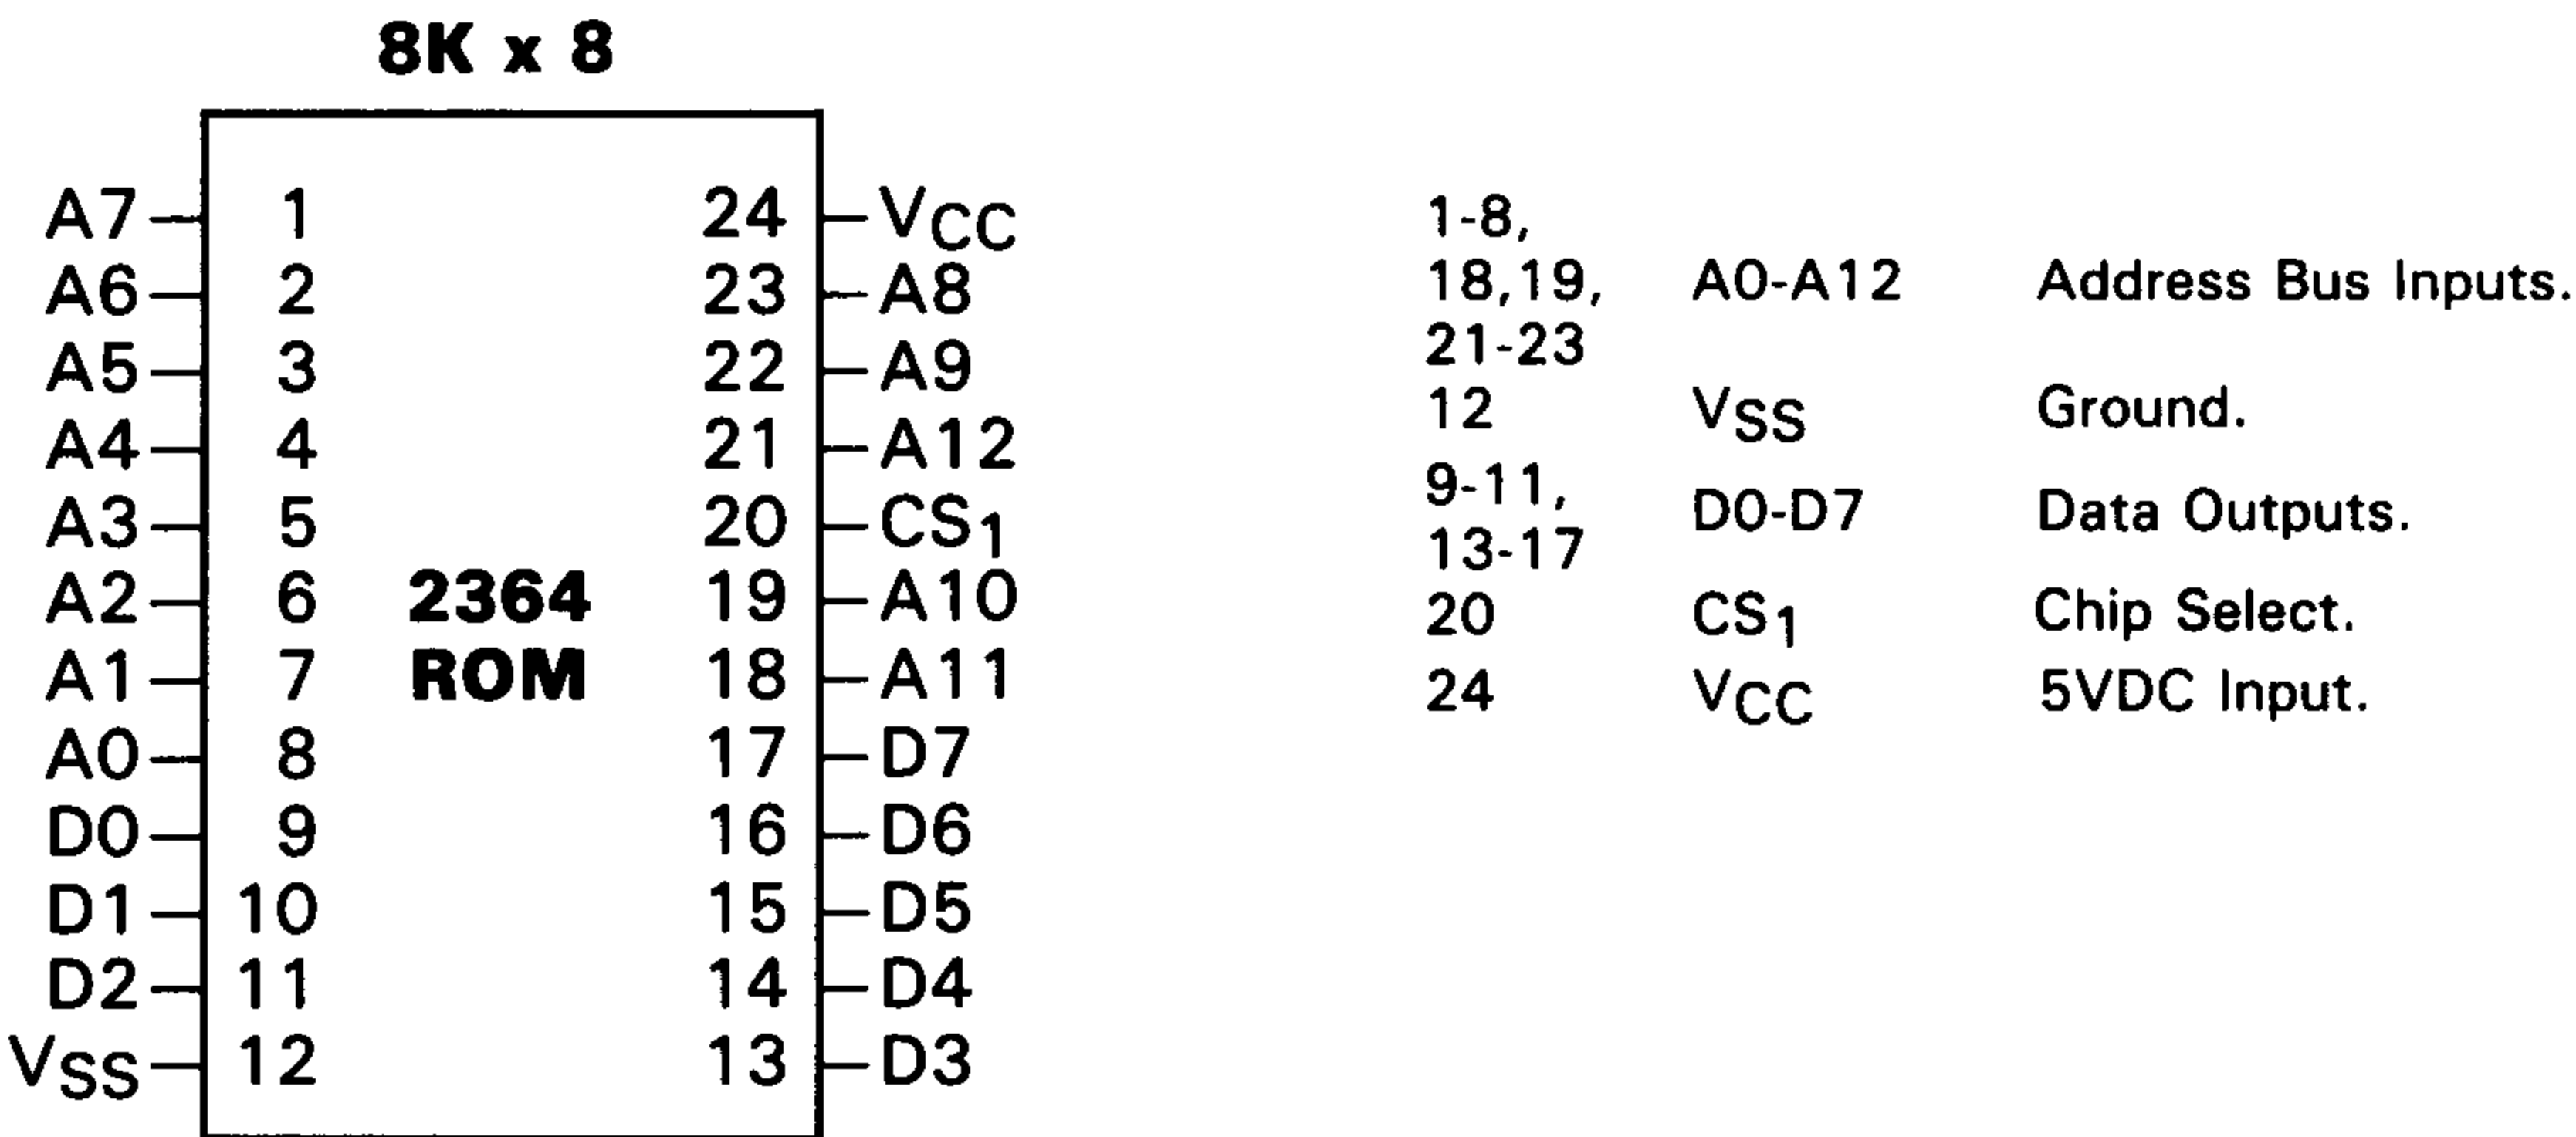 8K x 8
A7 1 24 VCC
A6 2 23 A8
A5 3 22 A9
A4 4 21 A12
A3 5 20 CS1
A2 6 2364 19 A10
A1 7 ROM 18 A11
A0 8 17 D7
D0 9 16 D6
D1 10 15 D5
D2 11 14 D4
VSS 12 13 D3
1-8,
18,19, A0-A12 Address Bus Inputs.
21-23
12 VSS Ground.
9-11,
D0-D7 Data Outputs.
13-17
20 CS1 Chip Select.
24 VCC 5VDC Input.